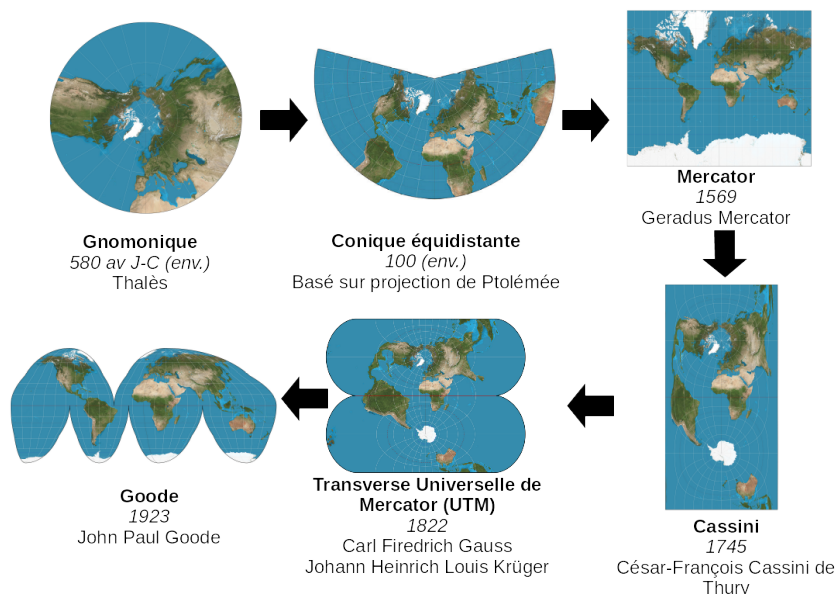 Gnomonique
580 av J-C (env.)
Thalès
Conique équidistante
100 (env.)
Basé sur projection de Ptolémée
Mercator
1569
Geradus Mercator
Cassini
1745
César-François Cassini de
Thury
Transverse Universelle de
Mercator (UTM)
1822
Carl Firedrich Gauss
Johann Heinrich Louis Krüger
Goode
1923
John Paul Goode